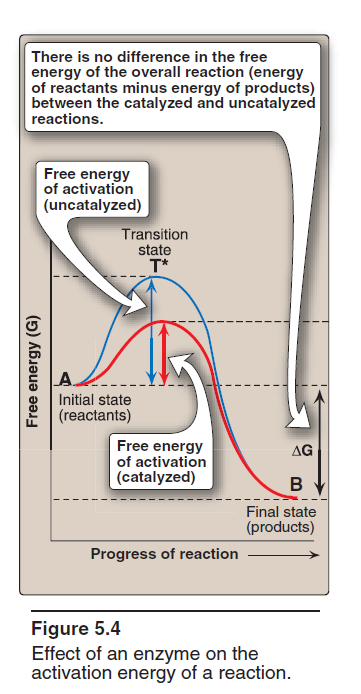 There is no difference in the free
energy of the overall reaction (energy
of reactants minus energy of products)
between the catalyzed and uncatalyzed
reactions.
Free energy
of activation
(uncatalyzed)
Transition
state
T*
Free energy (G)
A
Initial state
(reactants)
Free energy
of activation
(catalyzed)
ΔG
B
Final state
(products)
Progress of reaction
Figure 5.4
Effect of an enzyme on the
activation energy of a reaction.